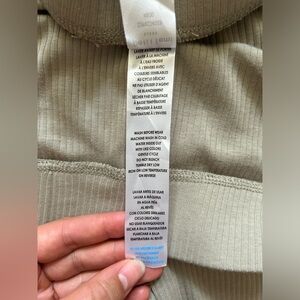 LAVER AVANT DE PORTER
LAVER À LA MACHINE
À L'EAU FROIDE
À L'ENVERS AVEC
COULEURS SEMBLABLES
AU CYCLE DÉLICAT
NE PAS UTILISER D'AGENT
DE BLANCHIMENT
SÉCHER PAR CULBUTAGE
À BASSE TEMPÉRATURE
REPASSER À BASSE
TEMPÉRATURE À L'ENVERS
WASH BEFORE WEAR
MACHINE WASH IN COLD
WATER INSIDE OUT
WITH LIKE COLORS
GENTLE CYCLE
DO NOT BLEACH
TUMBLE DRY LOW
IRON ON LOW TEMPERATURE
ON REVERSE
LAVAR ANTES DE USAR
LAVAR A MÁQUINA
EN AGUA FRÍA
AL REVÉS
CON COLORES SIMILARES
CICLO DELICADO
NO USAR BLANQUEADOR
SECAR A BAJA TEMPERATURA
PLANCHAR A BAJA
TEMPERATURA AL REVÉS